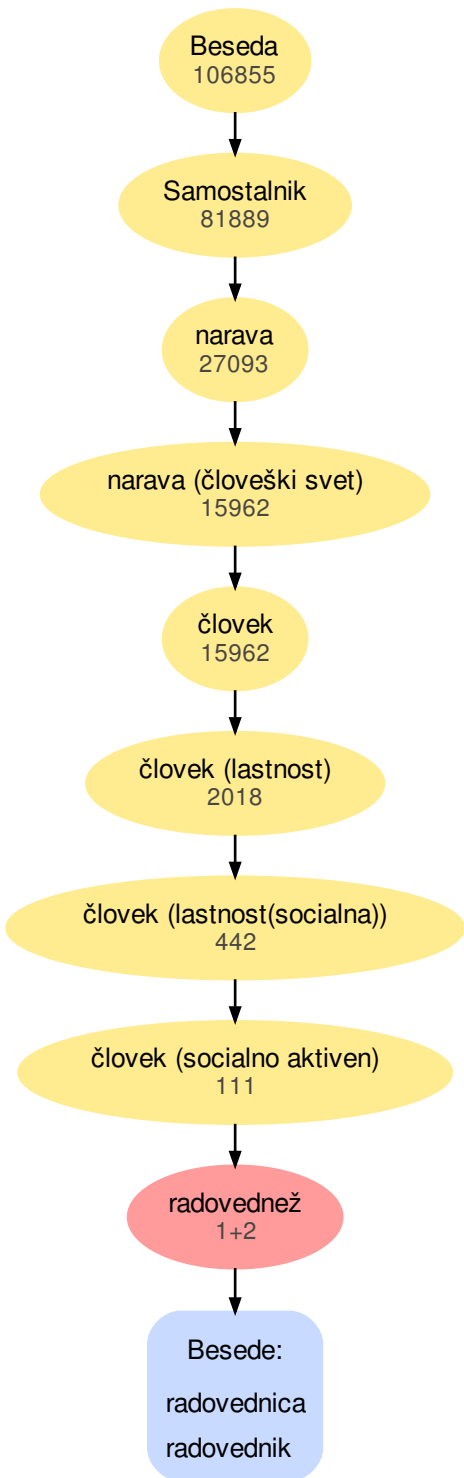 Beseda
106855
Samostalnik
81889
narava
27093
narava (človeški svet)
15962
človek
15962
človek (lastnost)
2018
človek (lastnost(socialna))
442
človek (socialno aktiven)
111
radovednež
1+2
Besede:
radovednica
radovednik